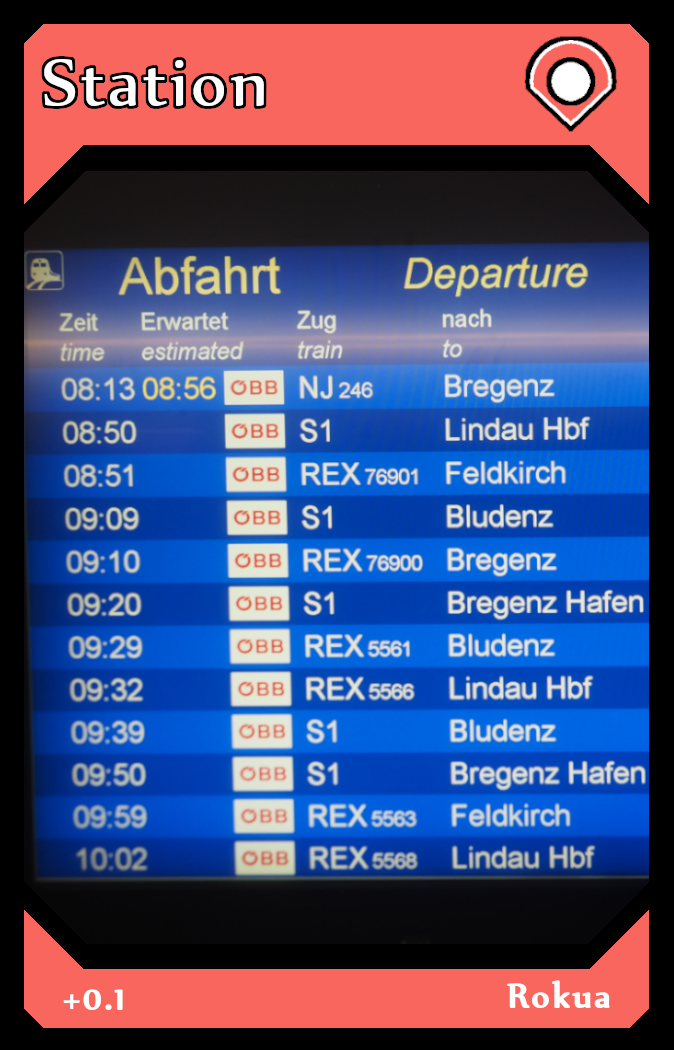 Station
Abfahrt Departure
Zeit Erwartet Zug nach
time estimated train to
08:13 08:56 ÖBB NJ 246 Bregenz
08:50 ÖBB S1 Lindau Hbf
08:51 ÖBB REX 76901 Feldkirch
09:09 ÖBB S1 Bludenz
09:10 ÖBB REX 76900 Bregenz
09:20 ÖBB S1 Bregenz Hafen
09:29 ÖBB REX 5561 Bludenz
09:32 ÖBB REX 5566 Lindau Hbf
09:39 ÖBB S1 Bludenz
09:50 ÖBB S1 Bregenz Hafen
09:59 ÖBB REX 5563 Feldkirch
10:02 ÖBB REX 5568 Lindau Hbf
+0.1 Rokua